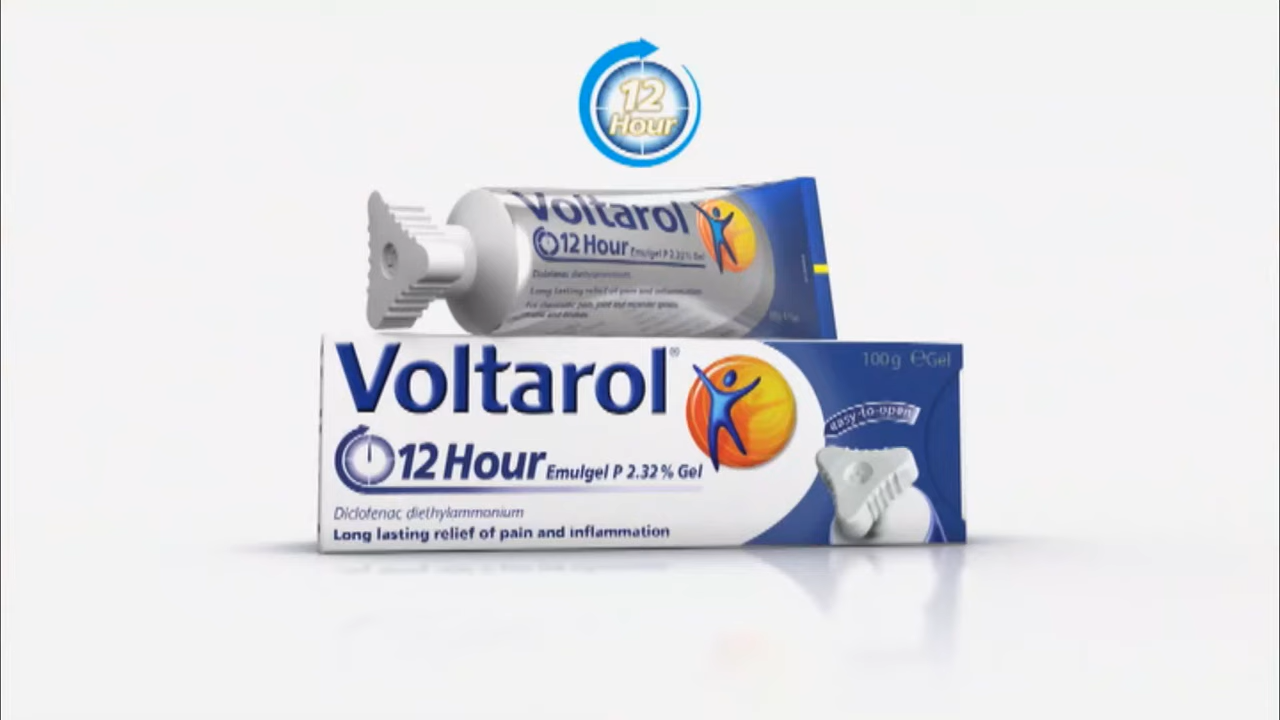 12
Hour
Voltarol
12 Hour Emulgel P 2.32% Gel
Diclofenac diethylammonium
Long lasting relief of pain and inflammation
Voltarol®
12 Hour Emulgel P 2.32% Gel
Diclofenac diethylammonium
Long lasting relief of pain and inflammation
100g ℮ Gel
easy-to-open